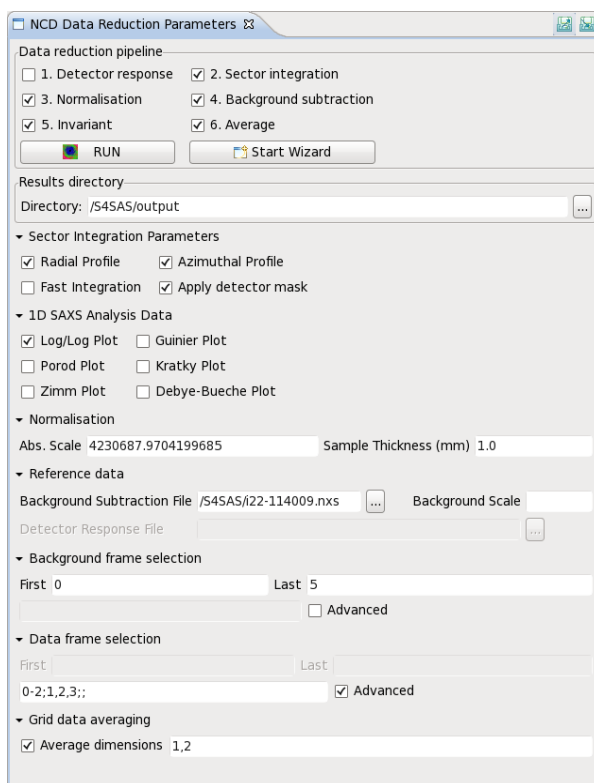 NCD Data Reduction Parameters
Data reduction pipeline
1. Detector response 2. Sector integration
3. Normalisation 4. Background subtraction
5. Invariant 6. Average
RUN Start Wizard
Results directory
Directory: /S4SAS/output ...
Sector Integration Parameters
Radial Profile Azimuthal Profile
Fast Integration Apply detector mask
1D SAXS Analysis Data
Log/Log Plot Guinier Plot
Porod Plot Kratky Plot
Zimm Plot Debye-Bueche Plot
Normalisation
Abs. Scale 4230687.9704199685 Sample Thickness (mm) 1.0
Reference data
Background Subtraction File /S4SAS/i22-114009.nxs ... Background Scale
Detector Response File ...
Background frame selection
First 0 Last 5
Advanced
Data frame selection
First Last
0-2;1,2,3;; Advanced
Grid data averaging
Average dimensions 1,2